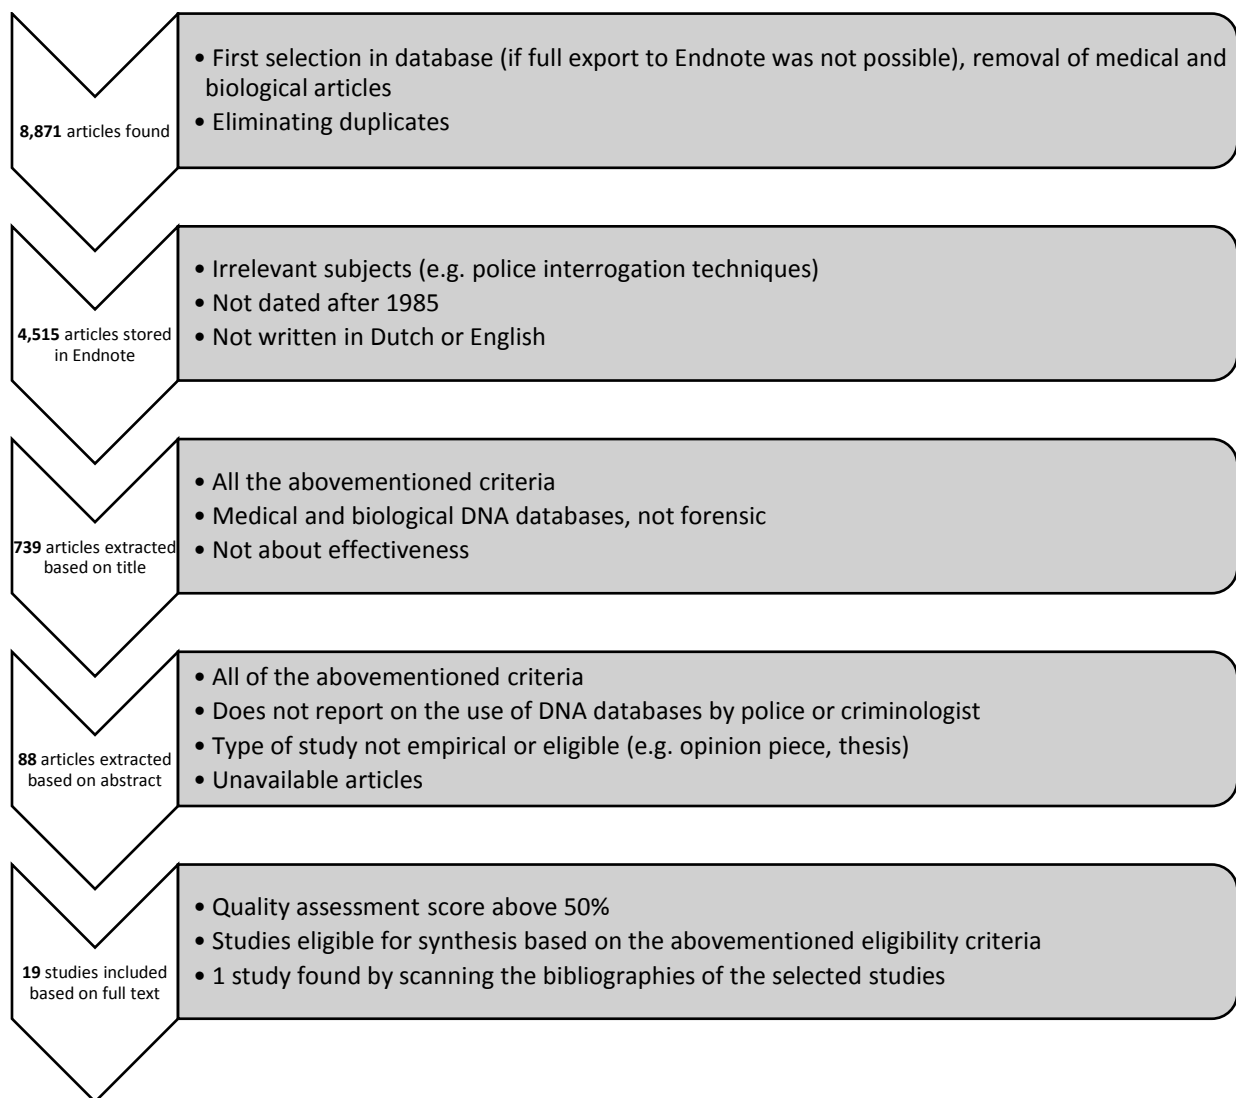 8,871 articles found
• First selection in database (if full export to Endnote was not possible), removal of medical and
biological articles
• Eliminating duplicates
4,515 articles stored
in Endnote
• Irrelevant subjects (e.g. police interrogation techniques)
• Not dated after 1985
• Not written in Dutch or English
739 articles extracted
based on title
• All the abovementioned criteria
• Medical and biological DNA databases, not forensic
• Not about effectiveness
88 articles extracted
based on abstract
• All of the abovementioned criteria
• Does not report on the use of DNA databases by police or criminologist
• Type of study not empirical or eligible (e.g. opinion piece, thesis)
• Unavailable articles
19 studies included
based on full text
• Quality assessment score above 50%
• Studies eligible for synthesis based on the abovementioned eligibility criteria
• 1 study found by scanning the bibliographies of the selected studies